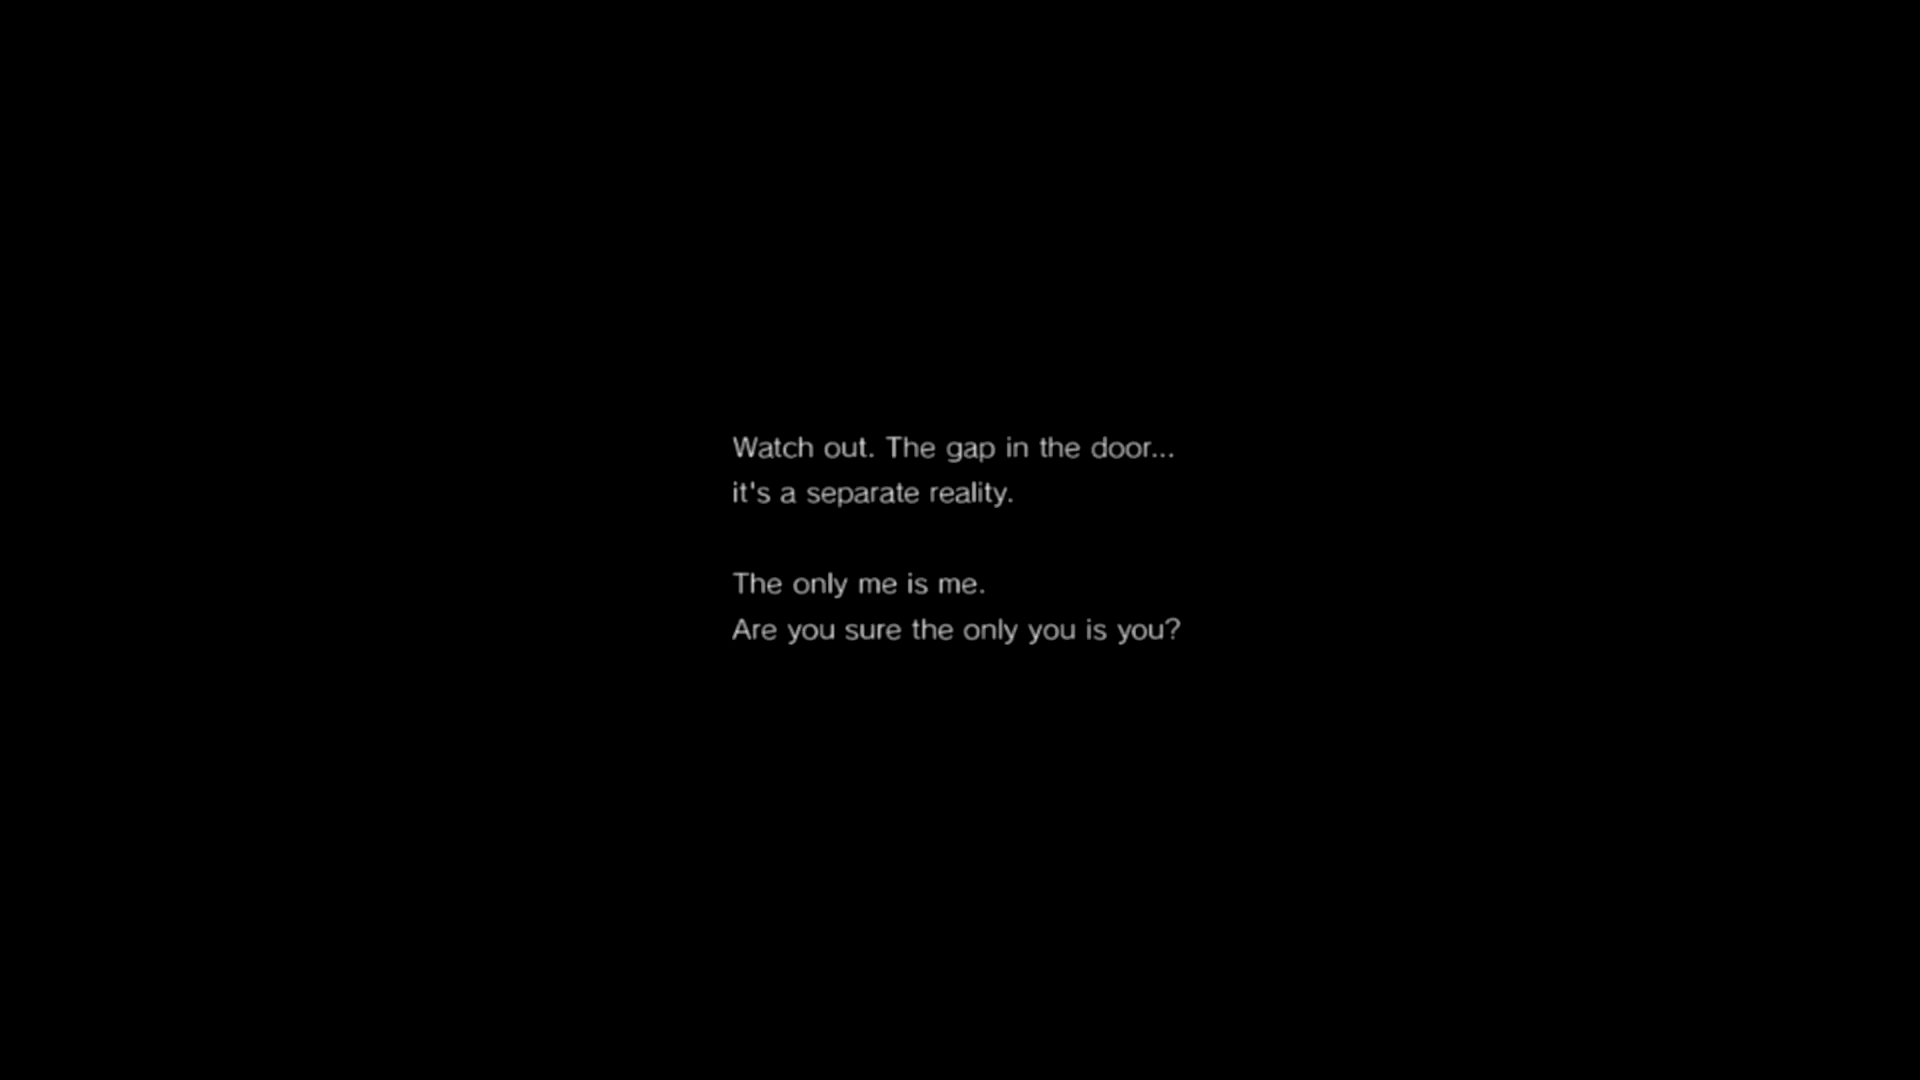 Watch out. The gap in the door...
it's a separate reality.
The only me is me.
Are you sure the only you is you?